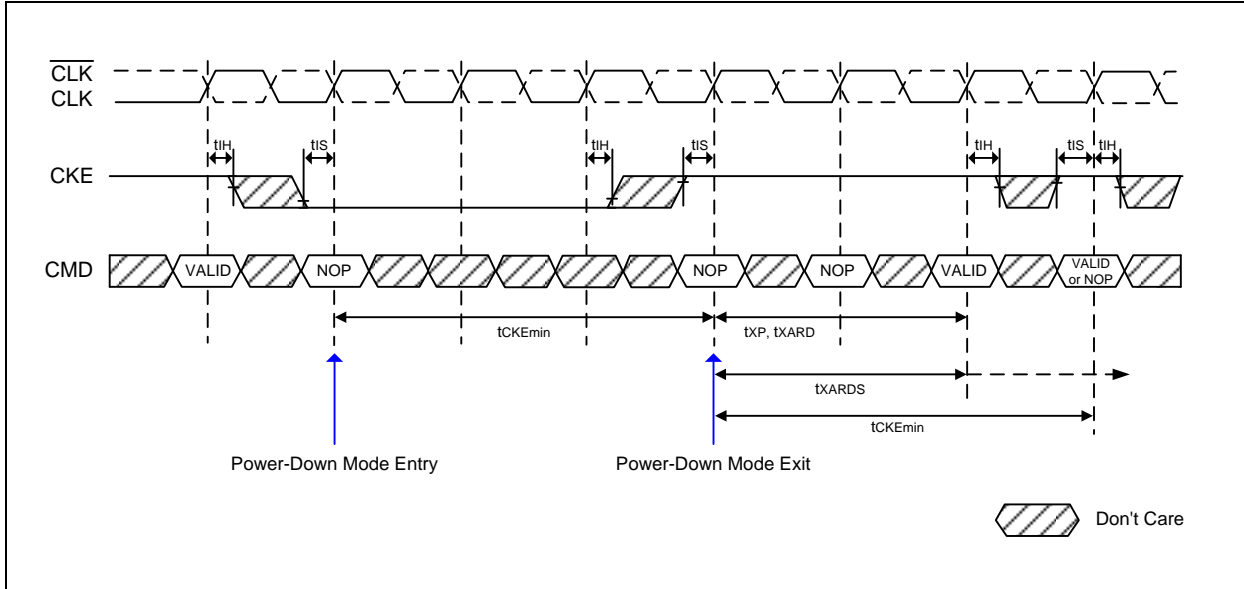 CLK
CLK
tIH tIS tIH tIS tIH tIS tIH
CKE
CMD VALID NOP NOP NOP VALID VALID or NOP
tCKEmin tXP, tXARD
tXARDS
tCKEmin
Power-Down Mode Entry Power-Down Mode Exit
Don't Care